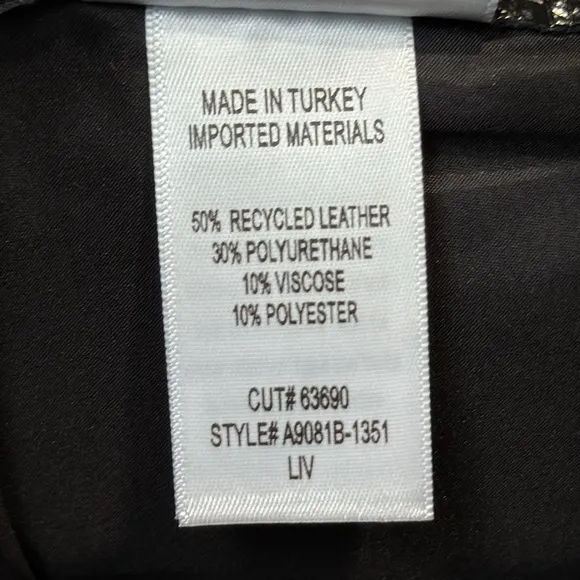 MADE IN TURKEY
IMPORTED MATERIALS
50% RECYCLED LEATHER
30% POLYURETHANE
10% VISCOSE
10% POLYESTER
CUT# 63690
STYLE# A9081B-1351
LIV